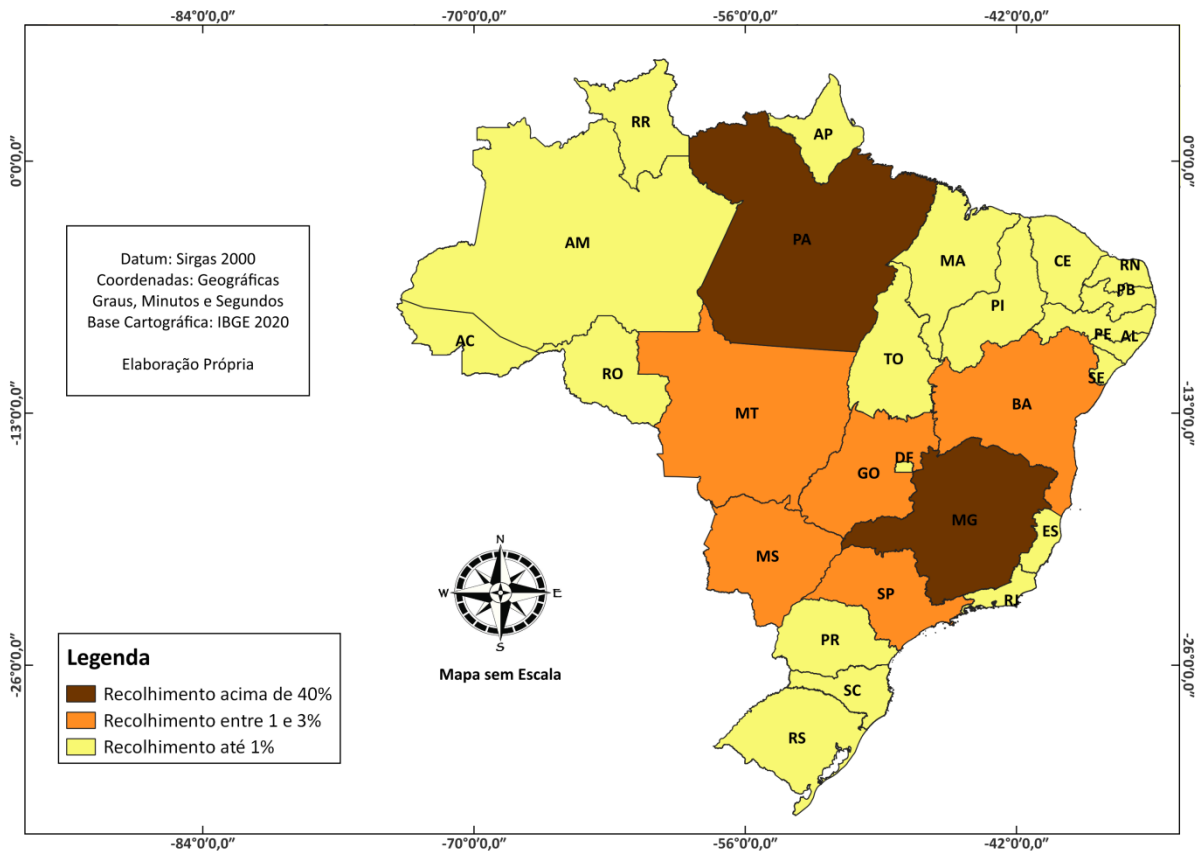 -84°0'0,0"
-70°0'0,0"
-56°0'0,0"
-42°0'0,0"
0°0'0,0"
0°0'0,0"
RR
AP
AM
PA
MA
CE
RN
PB
PI
PE
AL
AC
RO
TO
SE
BA
MT
-13°0'0,0"
-13°0'0,0"
DF
GO
MG
ES
MS
SP
RJ
PR
SC
RS
Datum: Sirgas 2000
Coordenadas: Geográficas
Graus, Minutos e Segundos
Base Cartográfica: IBGE 2020
Elaboração Própria
N
W
E
S
Mapa sem Escala
-26°0'0,0"
-26°0'0,0"
Legenda
Recolhimento acima de 40%
Recolhimento entre 1 e 3%
Recolhimento até 1%
-84°0'0,0"
-70°0'0,0"
-56°0'0,0"
-42°0'0,0"